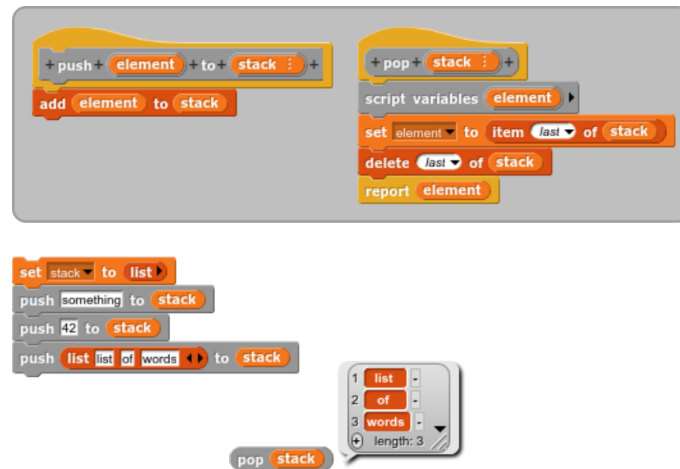 + push + element + to + stack ⋮ +
add element to stack
+ pop + stack ⋮ +
script variables element
set element to item last of stack
delete last of stack
report element
set stack to list
push something to stack
push 42 to stack
push list list of words to stack
1 list -
2 of -
3 words -
+ length: 3
pop stack